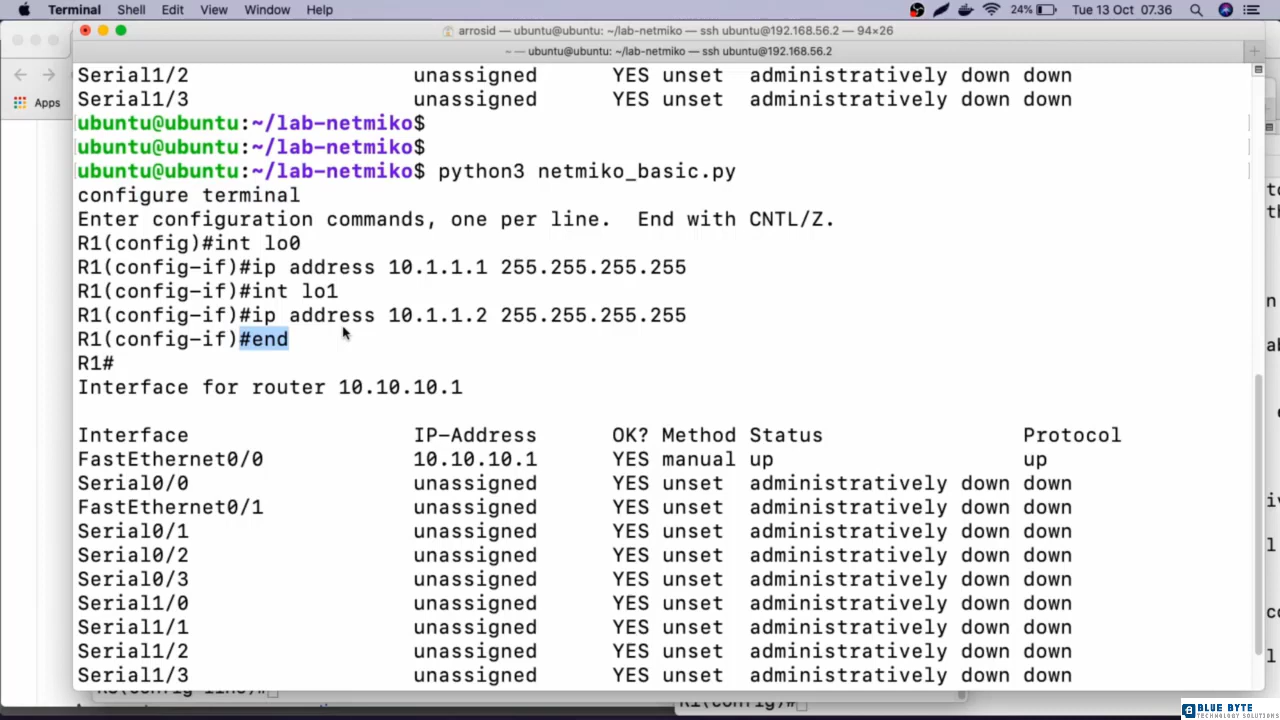 Terminal Shell Edit View Window Help 24% Tue 13 Oct 07.36
arrosid — ubuntu@ubuntu: ~/lab-netmiko — ssh ubuntu@192.168.56.2 — 94×26
~ — ubuntu@ubuntu: ~/lab-netmiko — ssh ubuntu@192.168.56.2
Apps
Serial1/2 unassigned YES unset administratively down down
Serial1/3 unassigned YES unset administratively down down
ubuntu@ubuntu:~/lab-netmiko$
ubuntu@ubuntu:~/lab-netmiko$
ubuntu@ubuntu:~/lab-netmiko$ python3 netmiko_basic.py
configure terminal
Enter configuration commands, one per line. End with CNTL/Z.
R1(config)#int lo0
R1(config-if)#ip address 10.1.1.1 255.255.255.255
R1(config-if)#int lo1
R1(config-if)#ip address 10.1.1.2 255.255.255.255
R1(config-if)#end
R1#
Interface for router 10.10.10.1
Interface IP-Address OK? Method Status Protocol
FastEthernet0/0 10.10.10.1 YES manual up up
Serial0/0 unassigned YES unset administratively down down
FastEthernet0/1 unassigned YES unset administratively down down
Serial0/1 unassigned YES unset administratively down down
Serial0/2 unassigned YES unset administratively down down
Serial0/3 unassigned YES unset administratively down down
Serial1/0 unassigned YES unset administratively down down
Serial1/1 unassigned YES unset administratively down down
Serial1/2 unassigned YES unset administratively down down
Serial1/3 unassigned YES unset administratively down down
R1(config)#
BLUE BYTE
TECHNOLOGY SOLUTIONS